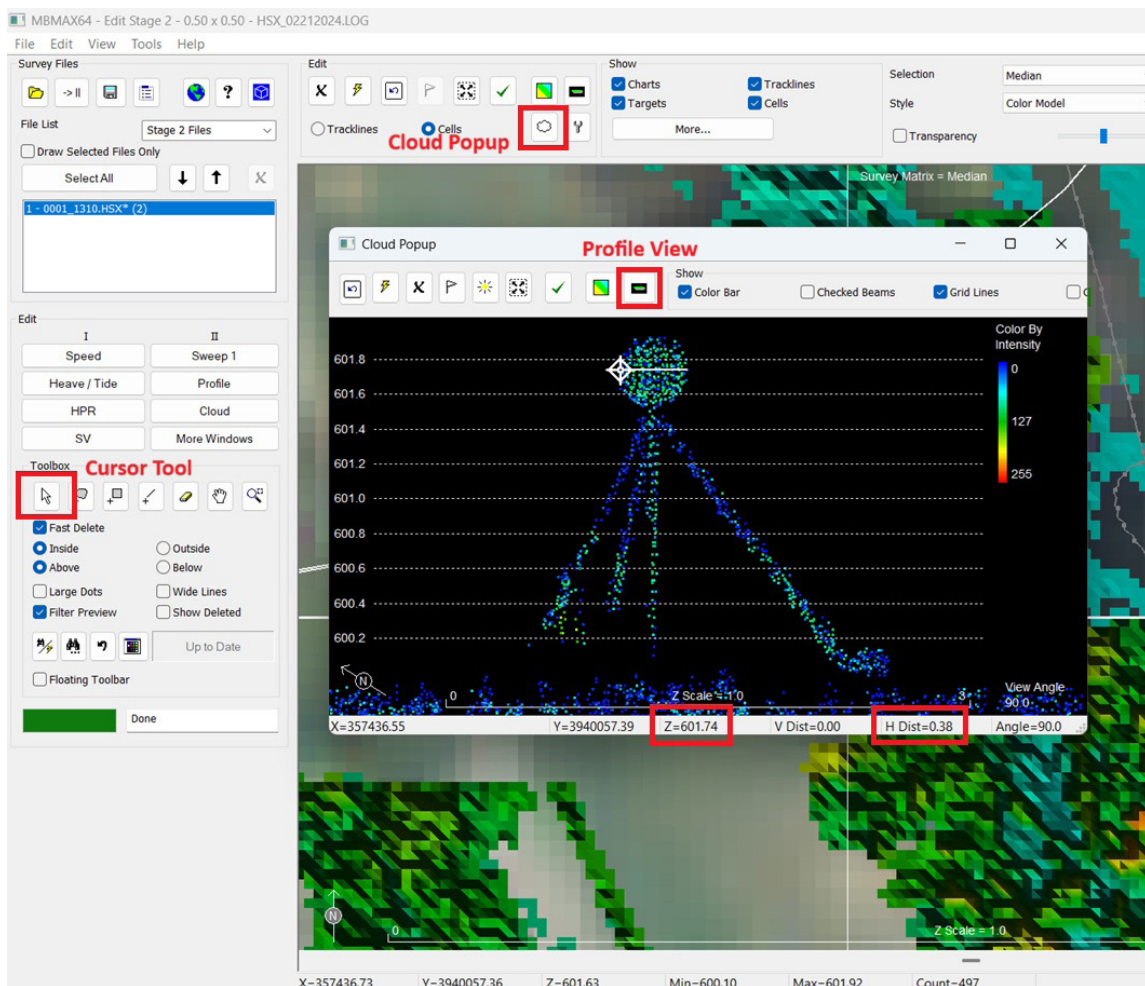 MBMAX64 - Edit Stage 2 - 0.50 x 0.50 - HSX_02212024.LOG
File Edit View Tools Help
Survey Files
File List
Stage 2 Files
Draw Selected Files Only
Select All
1 - 0001_1310.HSX* (2)
Edit
I II
Speed Sweep 1
Heave / Tide Profile
HPR Cloud
SV More Windows
Toolbox
Cursor Tool
Fast Delete
Inside Outside
Above Below
Large Dots Wide Lines
Filter Preview Show Deleted
Up to Date
Floating Toolbar
Done
Edit
Tracklines Cells
Cloud Popup
Show
Charts Tracklines
Targets Cells
More...
Selection Median
Style Color Model
Transparency
Survey Matrix = Median
Cloud Popup
Profile View
Show
Color Bar Checked Beams Grid Lines
Color By
Intensity
0
127
255
601.8
601.6
601.4
601.2
601.0
600.8
600.6
600.4
600.2
N
0 Z Scale = 1.0 3
View Angle
90.0
X=357436.55 Y=3940057.39 Z=601.74 V Dist=0.00 H Dist=0.38 Angle=90.0
N
0 Z Scale = 1.0
X=357436.73 Y=3940057.36 Z=601.63 Min=600.10 Max=601.92 Count=497